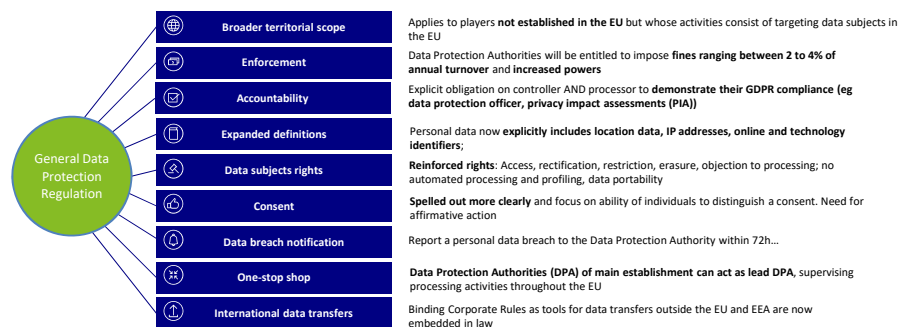 General Data
Protection
Regulation
Broader territorial scope
Applies to players not established in the EU but whose activities consist of targeting data subjects in
the EU
Enforcement
Data Protection Authorities will be entitled to impose fines ranging between 2 to 4% of
annual turnover and increased powers
Accountability
Explicit obligation on controller AND processor to demonstrate their GDPR compliance (eg
data protection officer, privacy impact assessments (PIA))
Expanded definitions
Personal data now explicitly includes location data, IP addresses, online and technology
identifiers;
Data subjects rights
Reinforced rights: Access, rectification, restriction, erasure, objection to processing; no
automated processing and profiling, data portability
Consent
Spelled out more clearly and focus on ability of individuals to distinguish a consent. Need for
affirmative action
Data breach notification
Report a personal data breach to the Data Protection Authority within 72h…
One-stop shop
Data Protection Authorities (DPA) of main establishment can act as lead DPA, supervising
processing activities throughout the EU
International data transfers
Binding Corporate Rules as tools for data transfers outside the EU and EEA are now
embedded in law